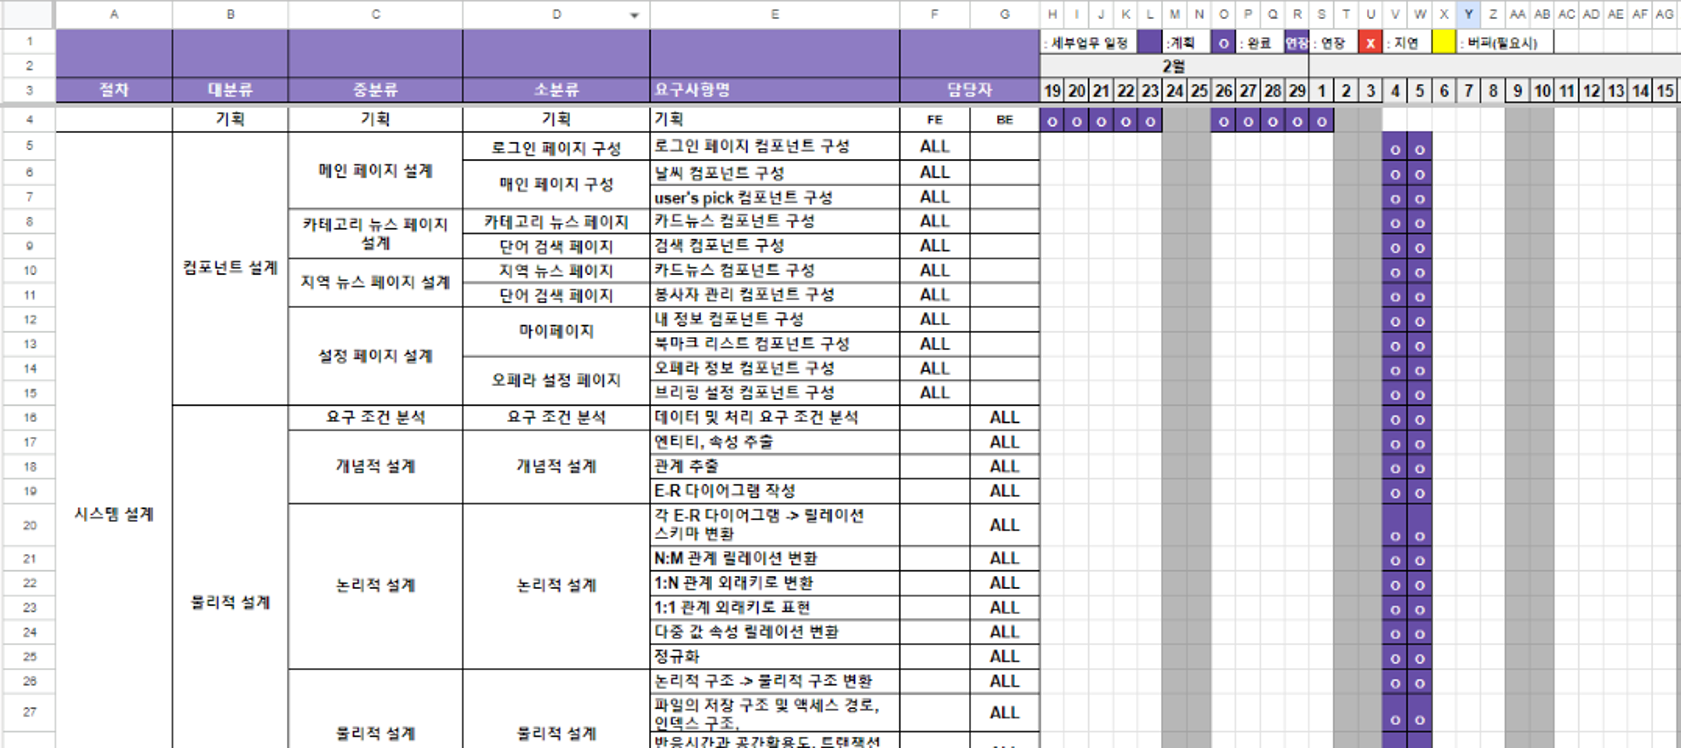 A B C D E F G H I J K L M N O P Q R S T U V W X Y Z AA AB AC AD AE AF AG
1 : 세부업무 일정 :계획 o : 완료 연장 : 연장 x : 지연 : 버퍼(필요시)
2 2월
3 절차 대분류 중분류 소분류 요구사항명 담당자 19 20 21 22 23 24 25 26 27 28 29 1 2 3 4 5 6 7 8 9 10 11 12 13 14 15
4 기획 기획 기획 기획 FE BE o o o o o o o o o o
5 로그인 페이지 구성 로그인 페이지 컴포넌트 구성 ALL o o
메인 페이지 설계
6 날씨 컴포넌트 구성 ALL o o
매인 페이지 구성
7 user's pick 컴포넌트 구성 ALL o o
8 카테고리 뉴스 페이지 카테고리 뉴스 페이지 카드뉴스 컴포넌트 구성 ALL o o
설계
9 단어 검색 페이지 검색 컴포넌트 구성 ALL o o
컴포넌트 설계
10 지역 뉴스 페이지 카드뉴스 컴포넌트 구성 ALL o o
지역 뉴스 페이지 설계
11 단어 검색 페이지 봉사자 관리 컴포넌트 구성 ALL o o
12 내 정보 컴포넌트 구성 ALL o o
마이페이지
13 북마크 리스트 컴포넌트 구성 ALL o o
설정 페이지 설계
14 오페라 정보 컴포넌트 구성 ALL o o
오페라 설정 페이지
15 브리핑 설정 컴포넌트 구성 ALL o o
16 요구 조건 분석 요구 조건 분석 데이터 및 처리 요구 조건 분석 ALL o o
17 엔티티, 속성 추출 ALL o o
18 개념적 설계 개념적 설계 관계 추출 ALL o o
19 E-R 다이어그램 작성 ALL o o
시스템 설계
20 각 E-R 다이어그램 -> 릴레이션
스키마 변환 ALL o o
21 N:M 관계 릴레이션 변환 ALL o o
22 논리적 설계 논리적 설계 1:N 관계 외래키로 변환 ALL o o
23 물리적 설계 1:1 관계 외래키로 표현 ALL o o
24 다중 값 속성 릴레이션 변환 ALL o o
25 정규화 ALL o o
26 논리적 구조 -> 물리적 구조 변환 ALL o o
27 파일의 저장 구조 및 액세스 경로,
인덱스 구조, ALL o o
물리적 설계 물리적 설계
반응시간과 공간활용도, 트랜잭션